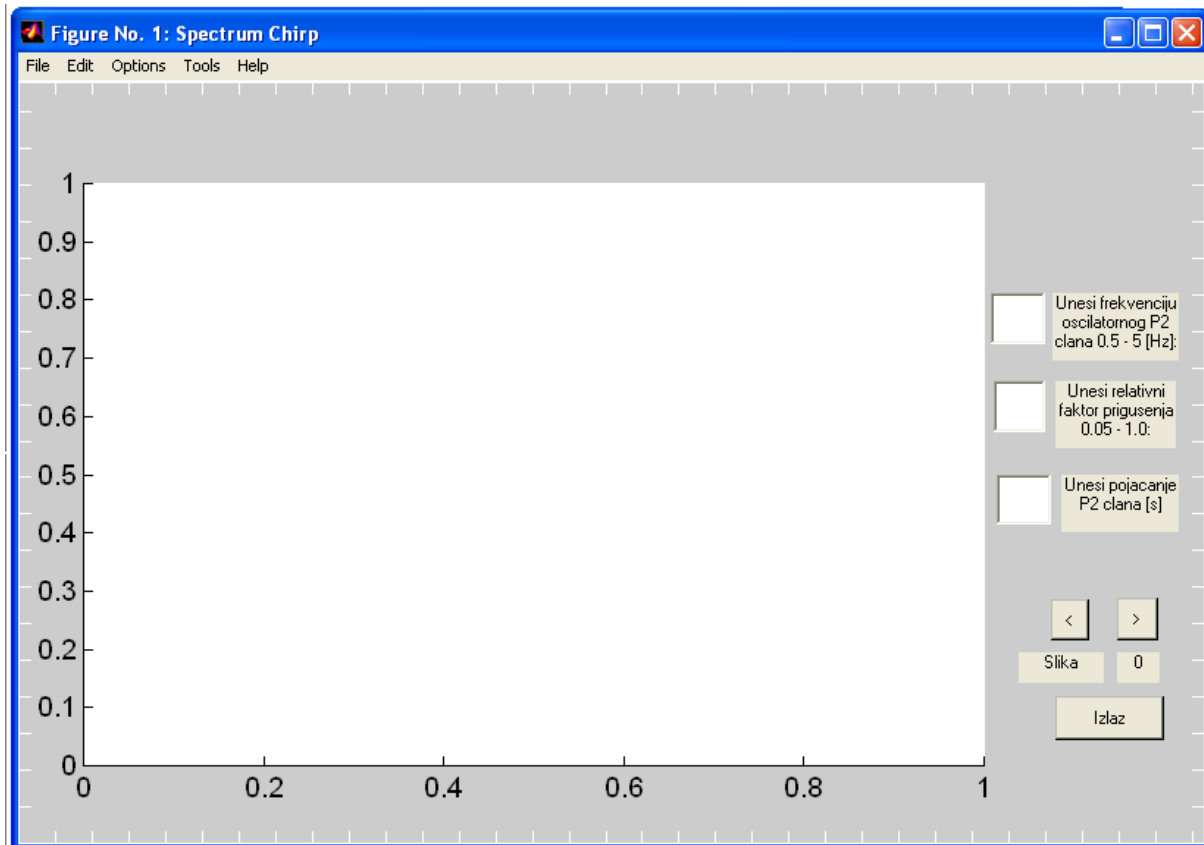 Figure No. 1: Spectrum Chirp
File Edit Options Tools Help
1
0.9
0.8
0.7
0.6
0.5
0.4
0.3
0.2
0.1
0
0 0.2 0.4 0.6 0.8 1
Unesi frekvenciju
oscilatornog P2
clana 0.5 - 5 [Hz]:
Unesi relativni
faktor prigusenja
0.05 - 1.0:
Unesi pojacanje
P2 clana [s]
< >
Slika 0
Izlaz